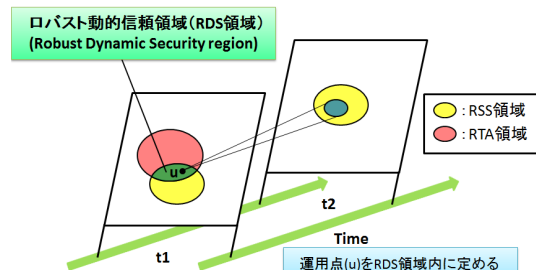 ロバスト動的信頼領域(RDS領域)
(Robust Dynamic Security region)
:RSS領域
:RTA領域
u
t2
t1
Time
運用点(u)をRDS領域内に定める